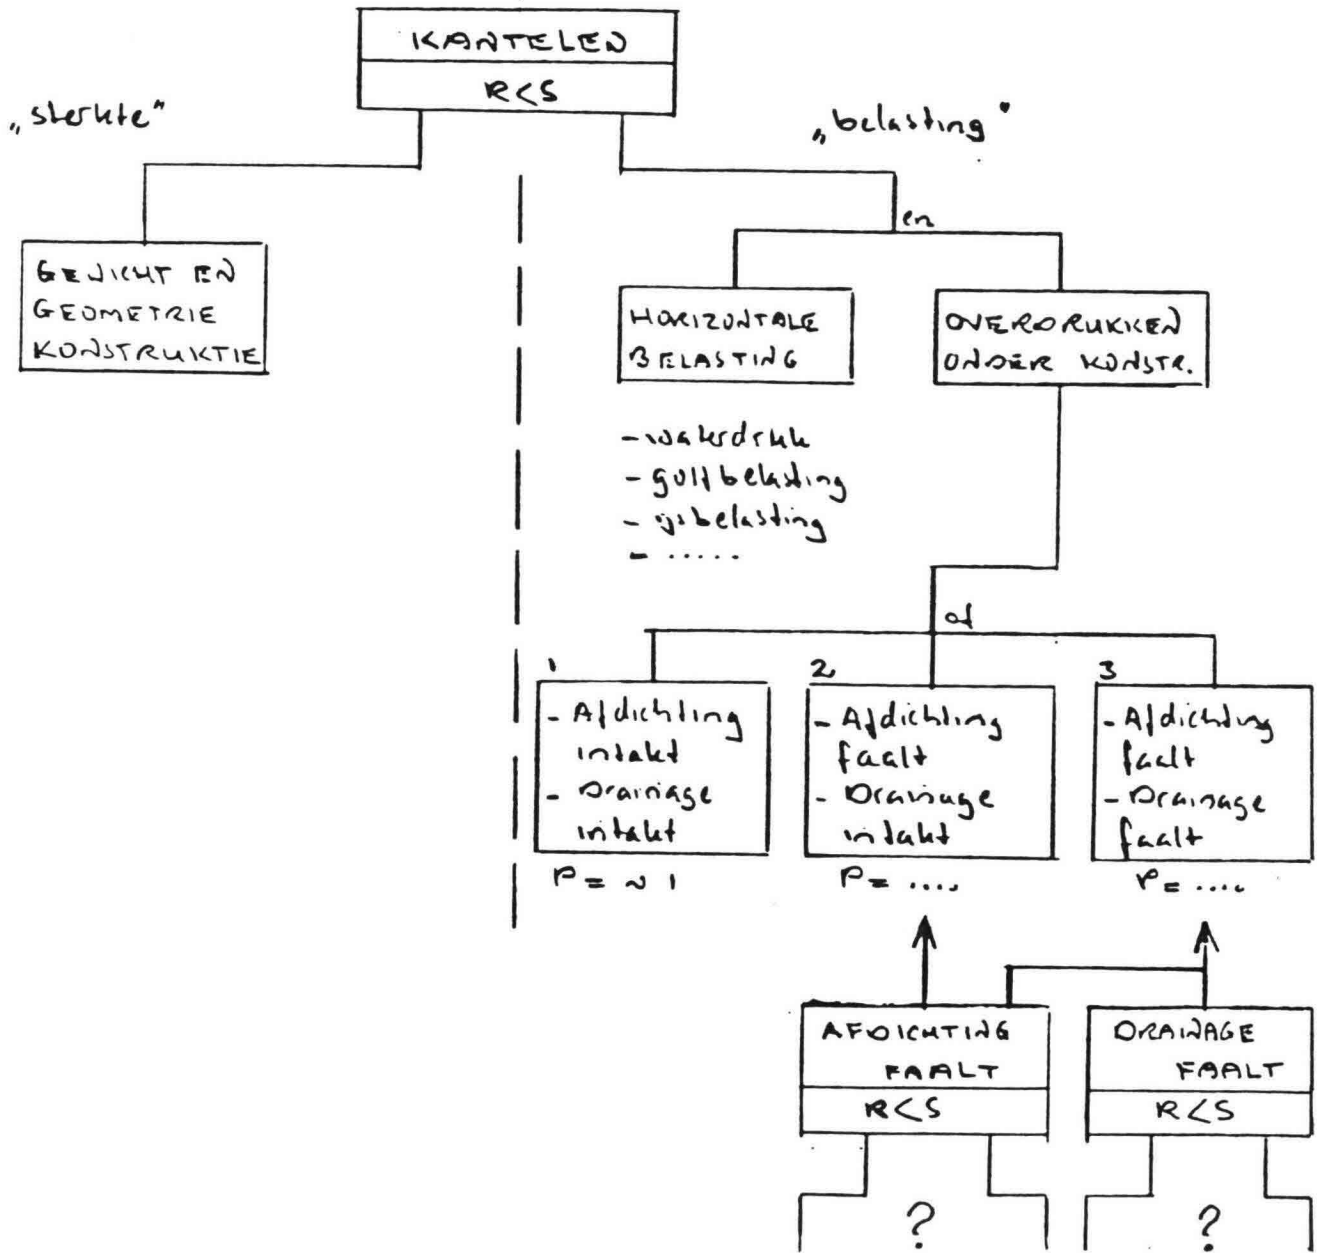 KANTELEN
R<S
„sterkte"
„belasting"
en
GEWICHT EN
GEOMETRIE
KONSTRUKTIE
HORIZONTALE
BELASTING
OVERDRUKKEN
ONDER KONSTR.
- waterdruk
- golfbelasting
- ijsbelasting
- .....
of
1
- Afdichting
intakt
- Drainage
intakt
P = ~ 1
2
- Afdichting
faalt
- Drainage
intakt
P = ....
3
- Afdichting
faalt
- Drainage
faalt
P = ....
AFDICHTING
FAALT
R<S
?
DRAINAGE
FAALT
R<S
?